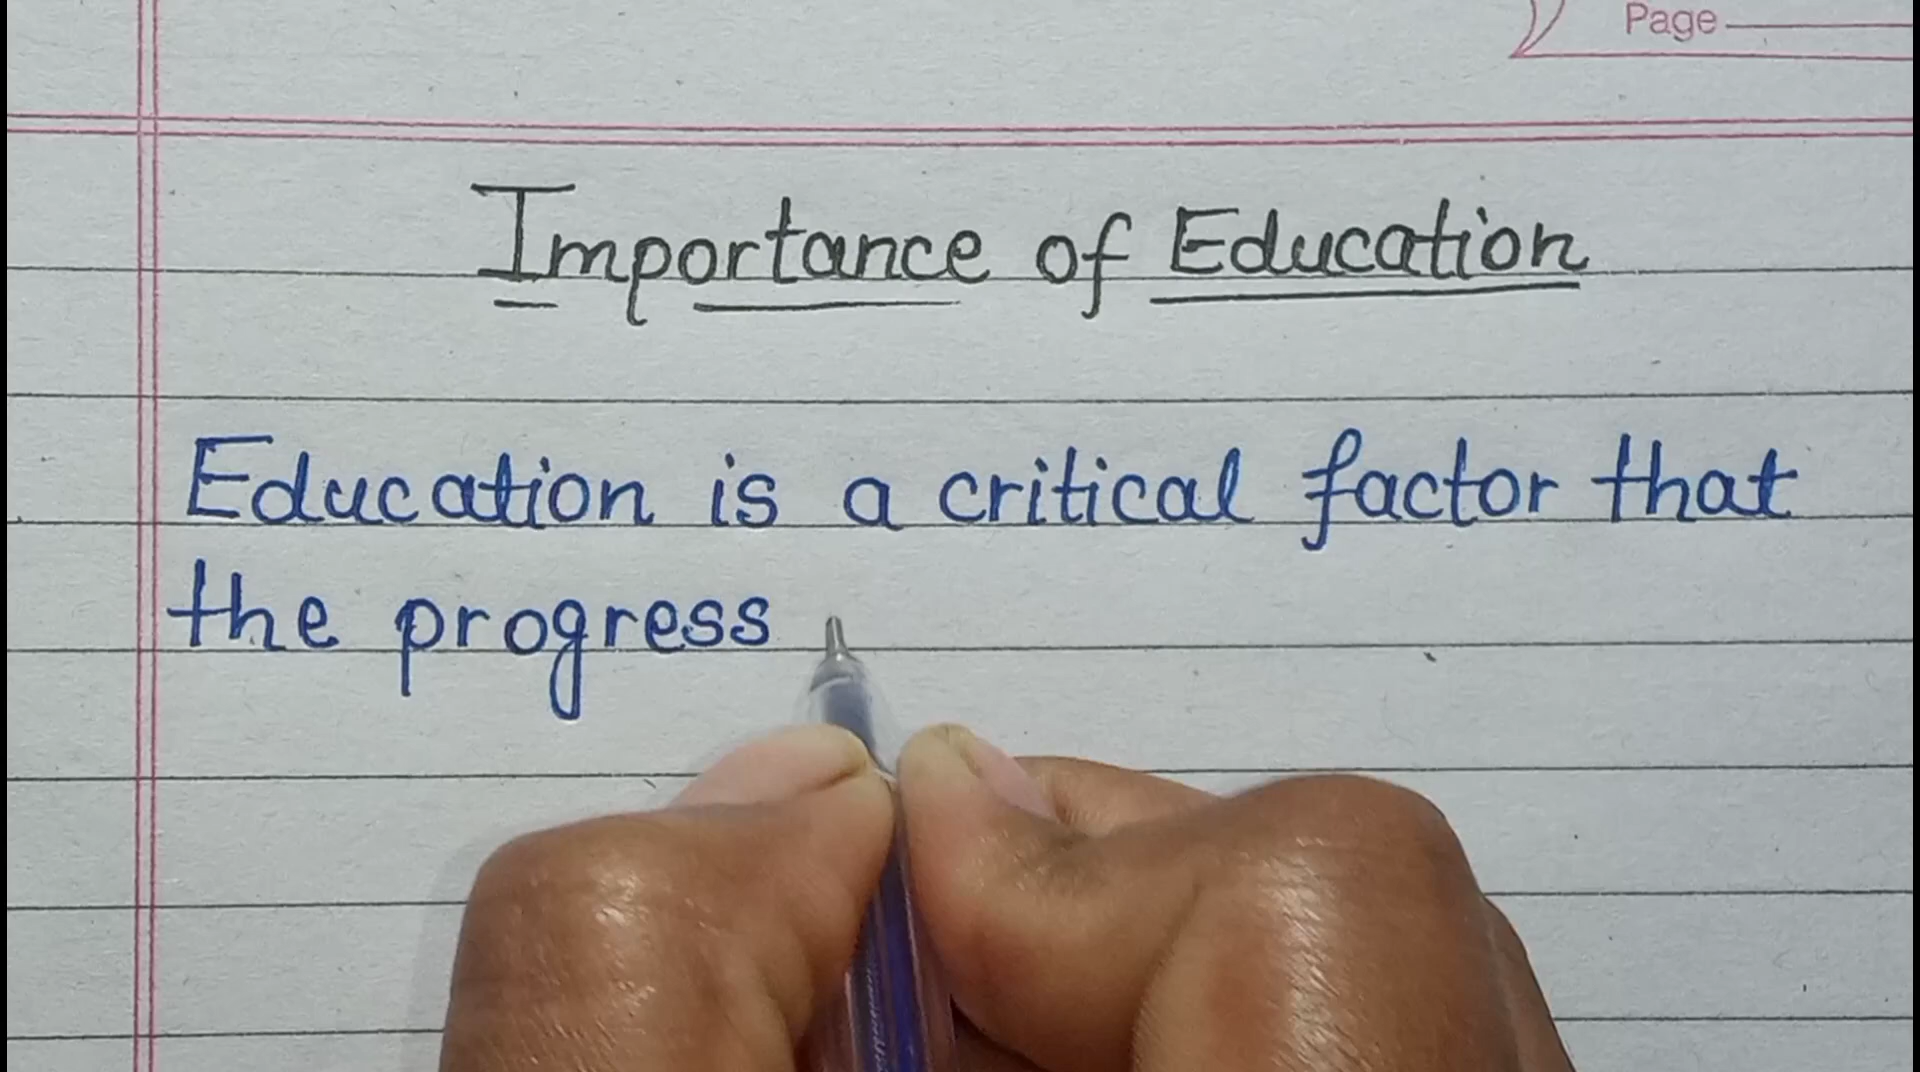 Page
Importance of Education
Education is a critical factor that
the progress